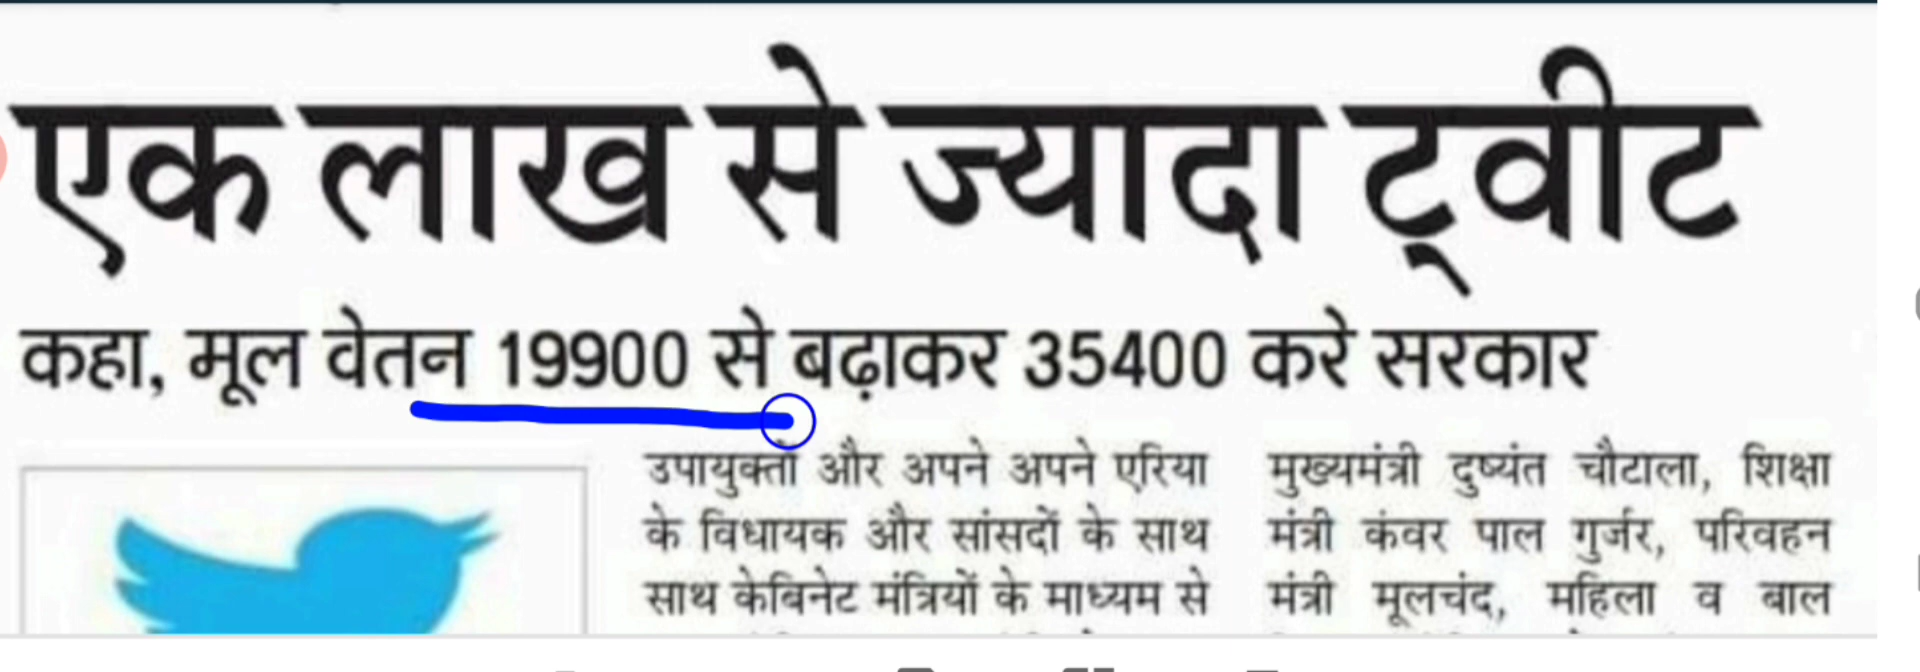 एक लाख से ज्यादा ट्वीट
कहा, मूल वेतन 19900 से बढ़ाकर 35400 करे सरकार
उपायुक्तों और अपने अपने एरिया
के विधायक और सांसदों के साथ
साथ केबिनेट मंत्रियों के माध्यम से
मुख्यमंत्री दुष्यंत चौटाला, शिक्षा
मंत्री कंवर पाल गुर्जर, परिवहन
मंत्री मूलचंद, महिला व बाल